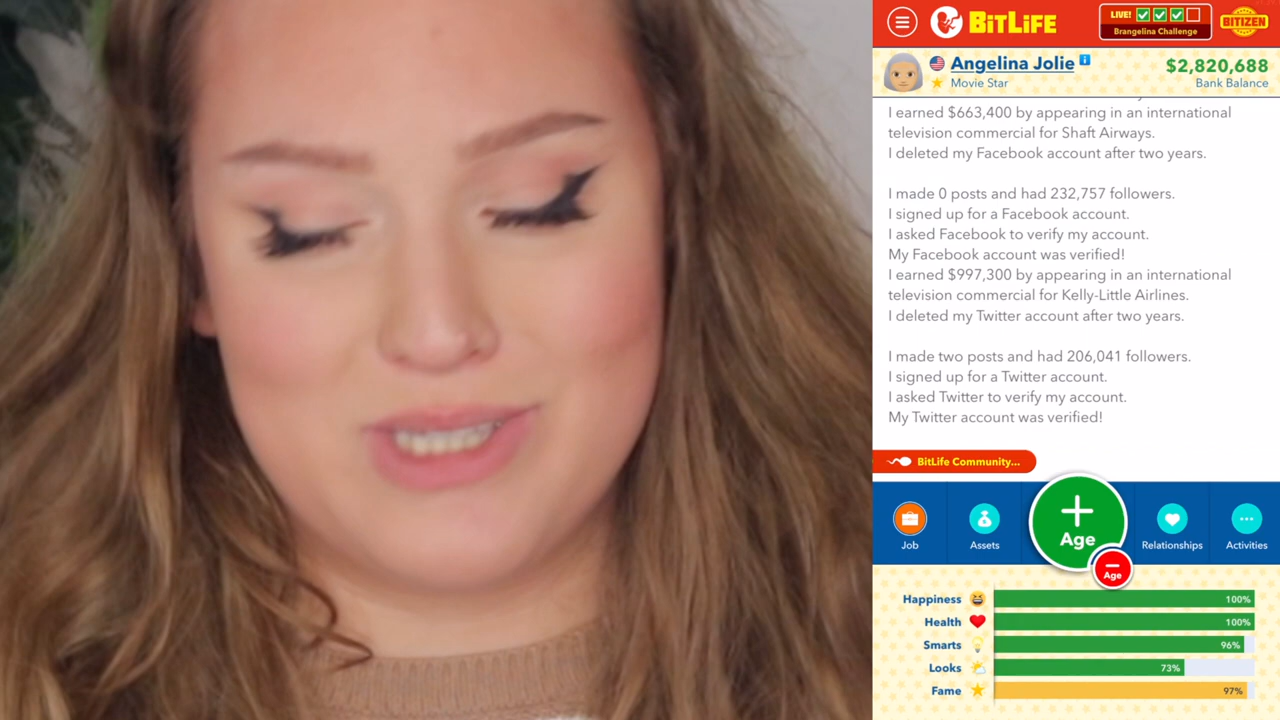 LIVE!
Brangelina Challenge
BITLIFE
BITIZEN
Angelina Jolie
Movie Star
$2,820,688
Bank Balance
I earned $663,400 by appearing in an international
television commercial for Shaft Airways.
I deleted my Facebook account after two years.
I made 0 posts and had 232,757 followers.
I signed up for a Facebook account.
I asked Facebook to verify my account.
My Facebook account was verified!
I earned $997,300 by appearing in an international
television commercial for Kelly-Little Airlines.
I deleted my Twitter account after two years.
I made two posts and had 206,041 followers.
I signed up for a Twitter account.
I asked Twitter to verify my account.
My Twitter account was verified!
BitLife Community...
Job
Assets
Age
Age
Relationships
Activities
Happiness 100%
Health 100%
Smarts 96%
Looks 73%
Fame 97%